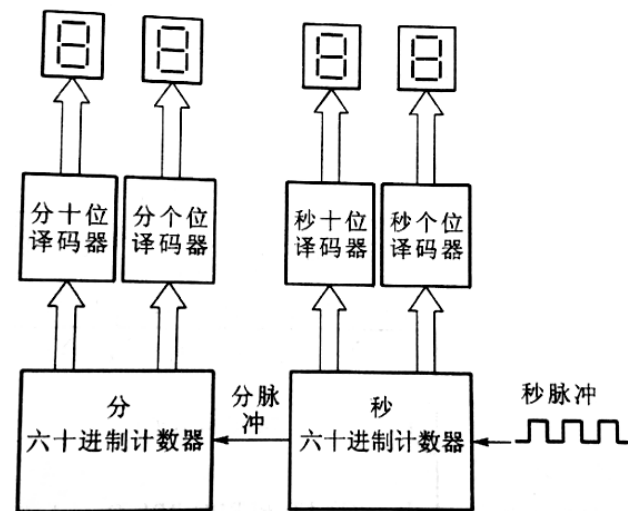 分十位
译码器
分个位
译码器
秒十位
译码器
秒个位
译码器
分
六十进制计数器
分脉
冲
秒
六十进制计数器
秒脉冲